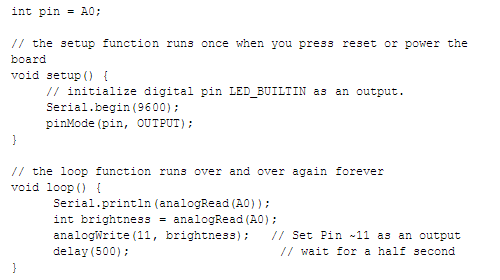 int pin = A0;
// the setup function runs once when you press reset or power the
board
void setup() {
// initialize digital pin LED_BUILTIN as an output.
Serial.begin(9600);
pinMode(pin, OUTPUT);
}
// the loop function runs over and over again forever
void loop() {
Serial.println(analogRead(A0));
int brightness = analogRead(A0);
analogWrite(11, brightness); // Set Pin ~11 as an output
delay(500); // wait for a half second
}